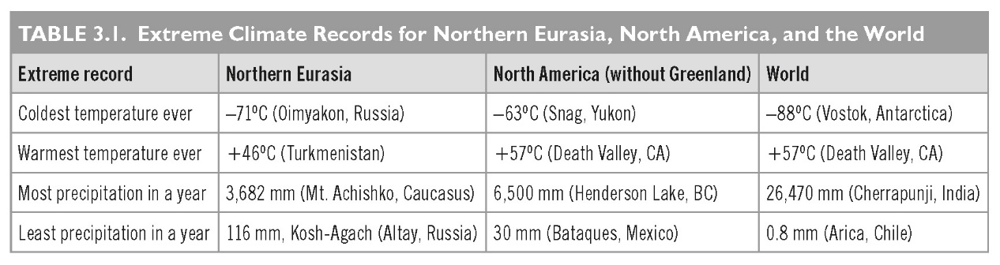 TABLE 3.1. Extreme Climate Records for Northern Eurasia, North America, and the World
Extreme record Northern Eurasia North America (without Greenland) World
Coldest temperature ever –71ºC (Oimyakon, Russia) –63ºC (Snag, Yukon) –88ºC (Vostok, Antarctica)
Warmest temperature ever +46ºC (Turkmenistan) +57ºC (Death Valley, CA) +57ºC (Death Valley, CA)
Most precipitation in a year 3,682 mm (Mt. Achishko, Caucasus) 6,500 mm (Henderson Lake, BC) 26,470 mm (Cherrapunji, India)
Least precipitation in a year 116 mm, Kosh-Agach (Altay, Russia) 30 mm (Bataques, Mexico) 0.8 mm (Arica, Chile)